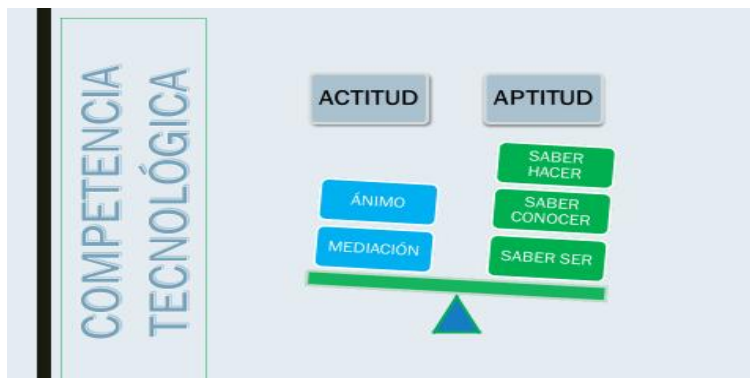 COMPETENCIA
TECNOLÓGICA
ACTITUD
APTITUD
ÁNIMO
MEDIACIÓN
SABER
HACER
SABER
CONOCER
SABER SER